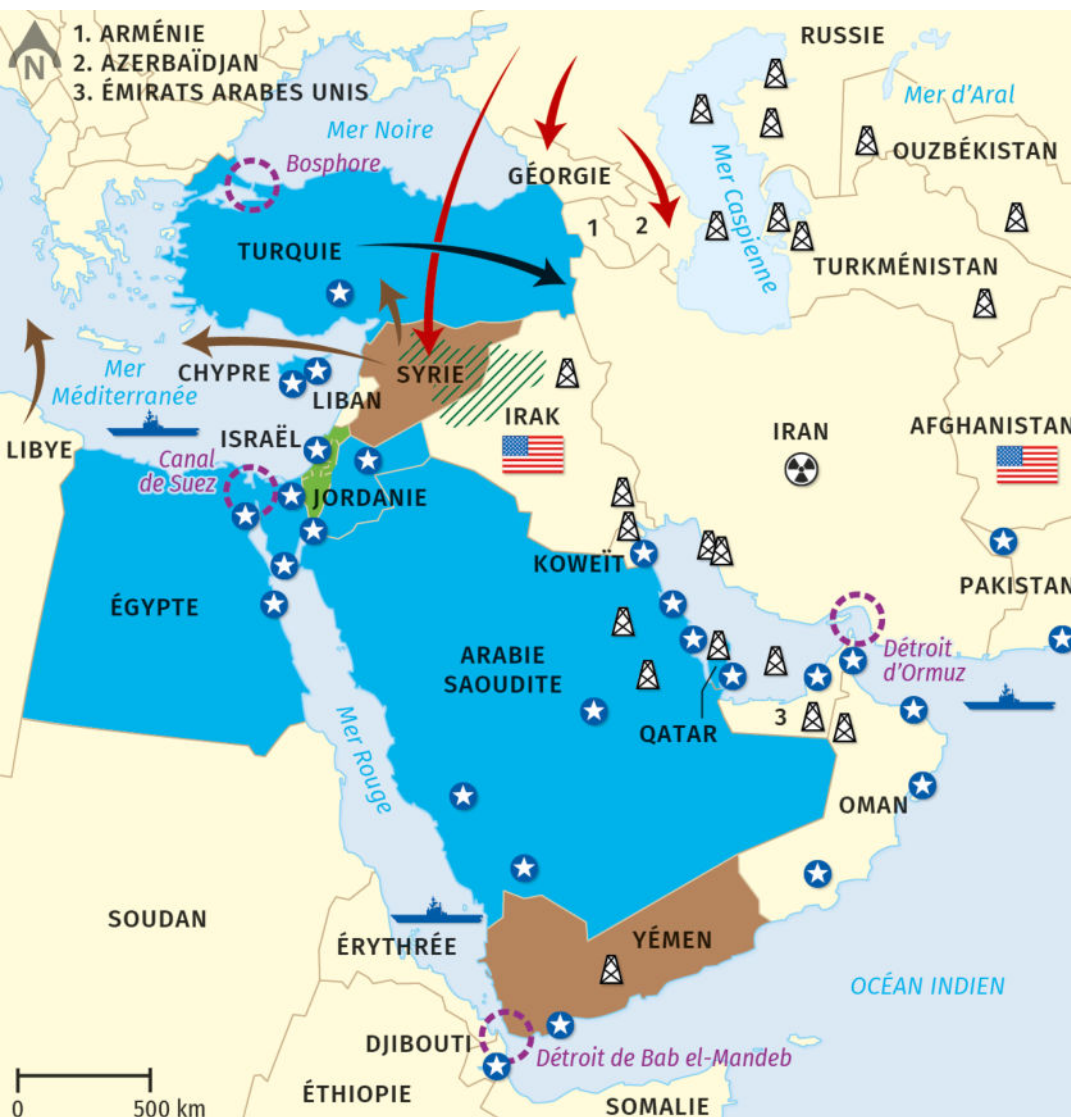 1. ARMÉNIE
2. AZERBAÏDJAN
3. ÉMIRATS ARABES UNIS
N
RUSSIE
Mer d'Aral
Mer Noire
Bosphore
OUZBÉKISTAN
GÉORGIE
Mer Caspienne
1
2
TURQUIE
TURKMÉNISTAN
Mer
Méditerranée
CHYPRE
SYRIE
LIBAN
IRAK
IRAN
AFGHANISTAN
LIBYE
ISRAËL
Canal
de Suez
JORDANIE
KOWEÏT
PAKISTAN
ÉGYPTE
ARABIE
SAOUDITE
Détroit
d'Ormuz
QATAR
3
Mer Rouge
OMAN
SOUDAN
ÉRYTHRÉE
YÉMEN
OCÉAN INDIEN
DJIBOUTI
Détroit de Bab el-Mandeb
ÉTHIOPIE
SOMALIE
0
500 km